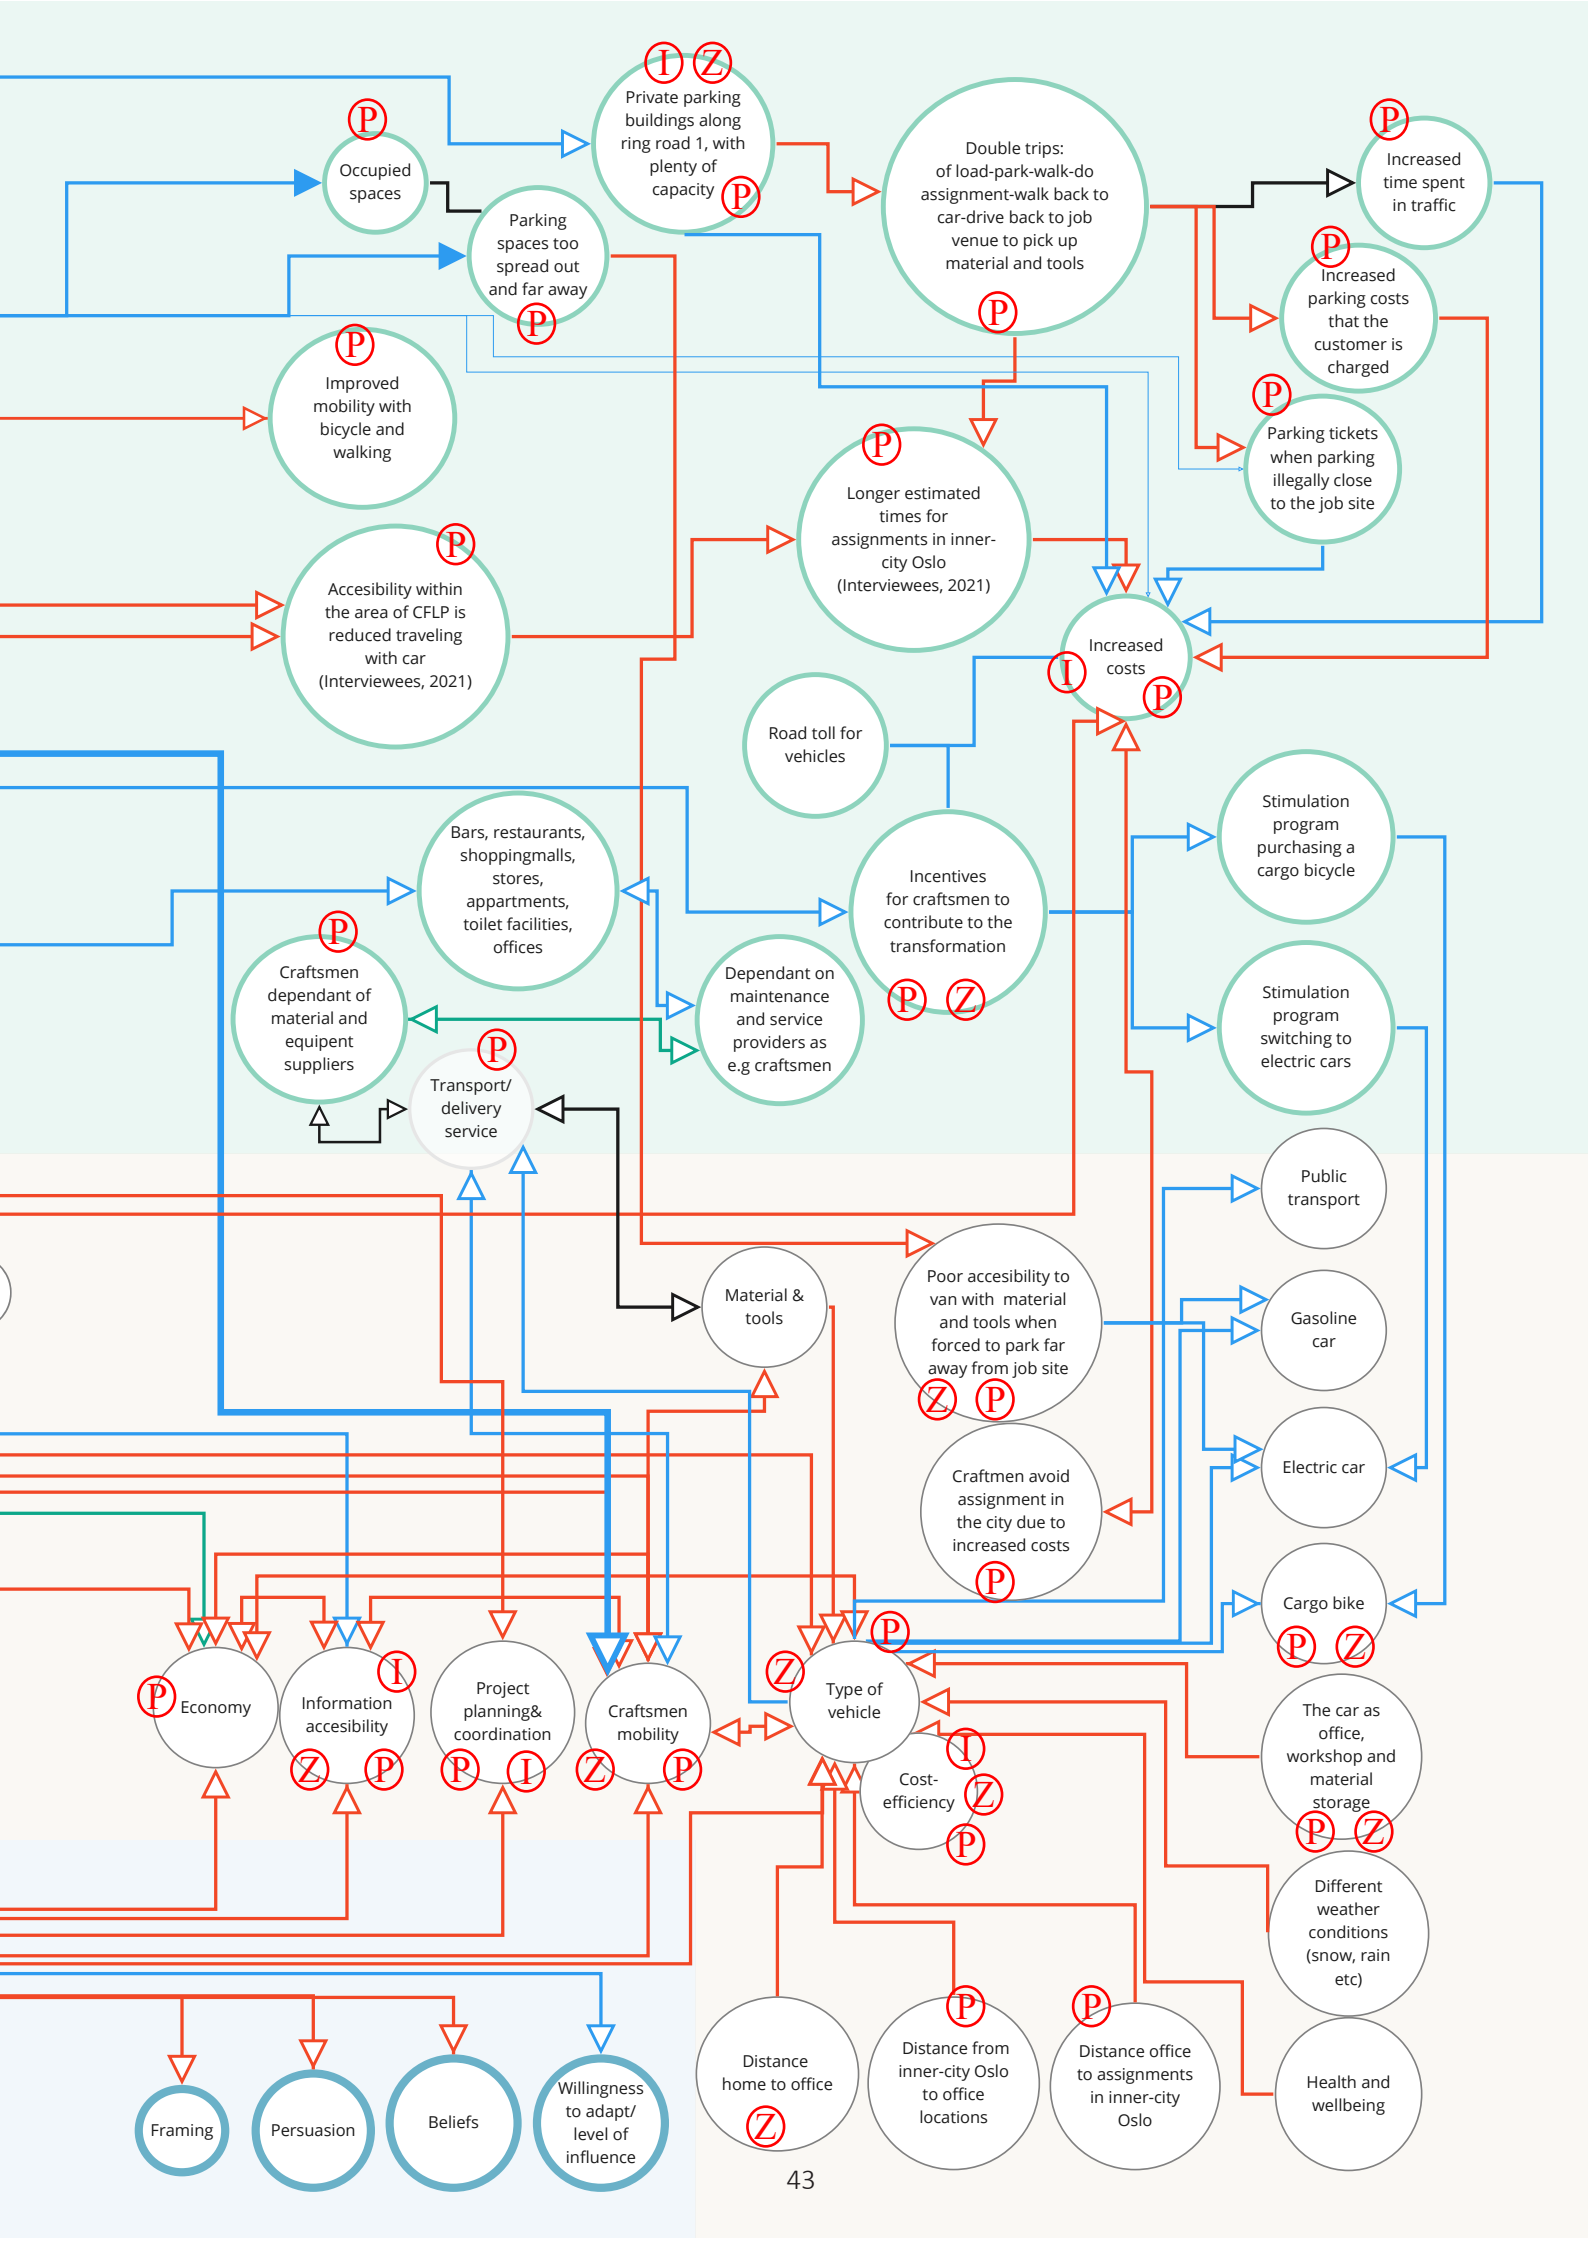 I Z
Private parking
buildings along
ring road 1, with
plenty of
capacity
P
P
Occupied
spaces
Parking
spaces too
spread out
and far away
P
Double trips:
of load-park-walk-do
assignment-walk back to
car-drive back to job
venue to pick up
material and tools
P
P
Increased
time spent
in traffic
P
Increased
parking costs
that the
customer is
charged
P
Parking tickets
when parking
illegally close
to the job site
P
Improved
mobility with
bicycle and
walking
P
Longer estimated
times for
assignments in inner-
city Oslo
(Interviewees, 2021)
P
Accesibility within
the area of CFLP is
reduced traveling
with car
(Interviewees, 2021)
Increased
costs
I
P
Road toll for
vehicles
Stimulation
program
purchasing a
cargo bicycle
Bars, restaurants,
shoppingmalls,
stores,
appartments,
toilet facilities,
offices
Incentives
for craftsmen to
contribute to the
transformation
P Z
P
Craftsmen
dependant of
material and
equipent
suppliers
Dependant on
maintenance
and service
providers as
e.g craftsmen
Stimulation
program
switching to
electric cars
P
Transport/
delivery
service
Public
transport
Material &
tools
Poor accesibility to
van with material
and tools when
forced to park far
away from job site
Z P
Gasoline
car
Craftmen avoid
assignment in
the city due to
increased costs
P
Electric car
Cargo bike
P Z
P
Economy
I
Information
accesibility
Z P
Project
planning&
coordination
P I
Craftsmen
mobility
Z P
Z
P
Type of
vehicle
I
Cost-
efficiency
Z
P
The car as
office,
workshop and
material
storage
P Z
Different
weather
conditions
(snow, rain
etc)
Framing
Persuasion
Beliefs
Willingness
to adapt/
level of
influence
Distance
home to office
Z
P
Distance from
inner-city Oslo
to office
locations
P
Distance office
to assignments
in inner-city
Oslo
Health and
wellbeing
43